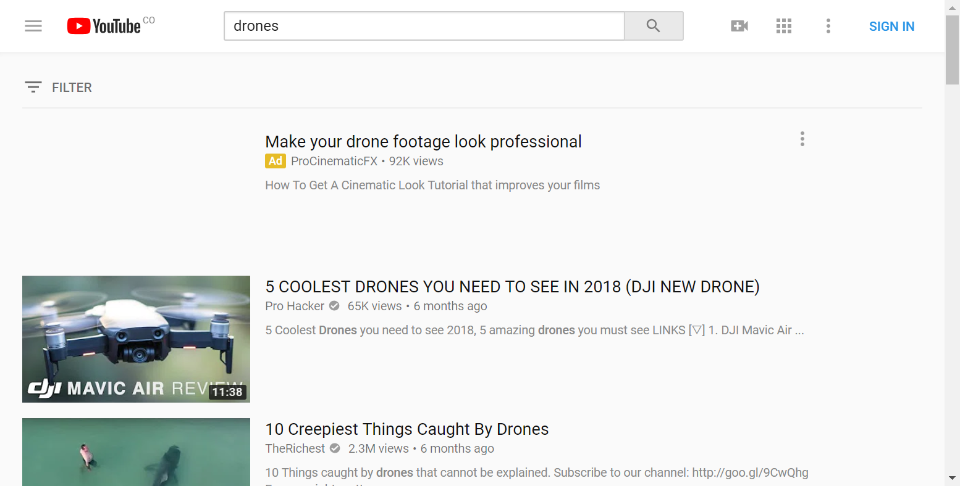 YouTube CO
drones
SIGN IN
FILTER
Make your drone footage look professional
Ad ProCinematicFX • 92K views
How To Get A Cinematic Look Tutorial that improves your films
5 COOLEST DRONES YOU NEED TO SEE IN 2018 (DJI NEW DRONE)
Pro Hacker 65K views • 6 months ago
5 Coolest Drones you need to see 2018, 5 amazing drones you must see LINKS [▽] 1. DJI Mavic Air ...
dji MAVIC AIR REVIEW
11:38
10 Creepiest Things Caught By Drones
TheRichest 2.3M views • 6 months ago
10 Things caught by drones that cannot be explained. Subscribe to our channel: http://goo.gl/9CwQhg